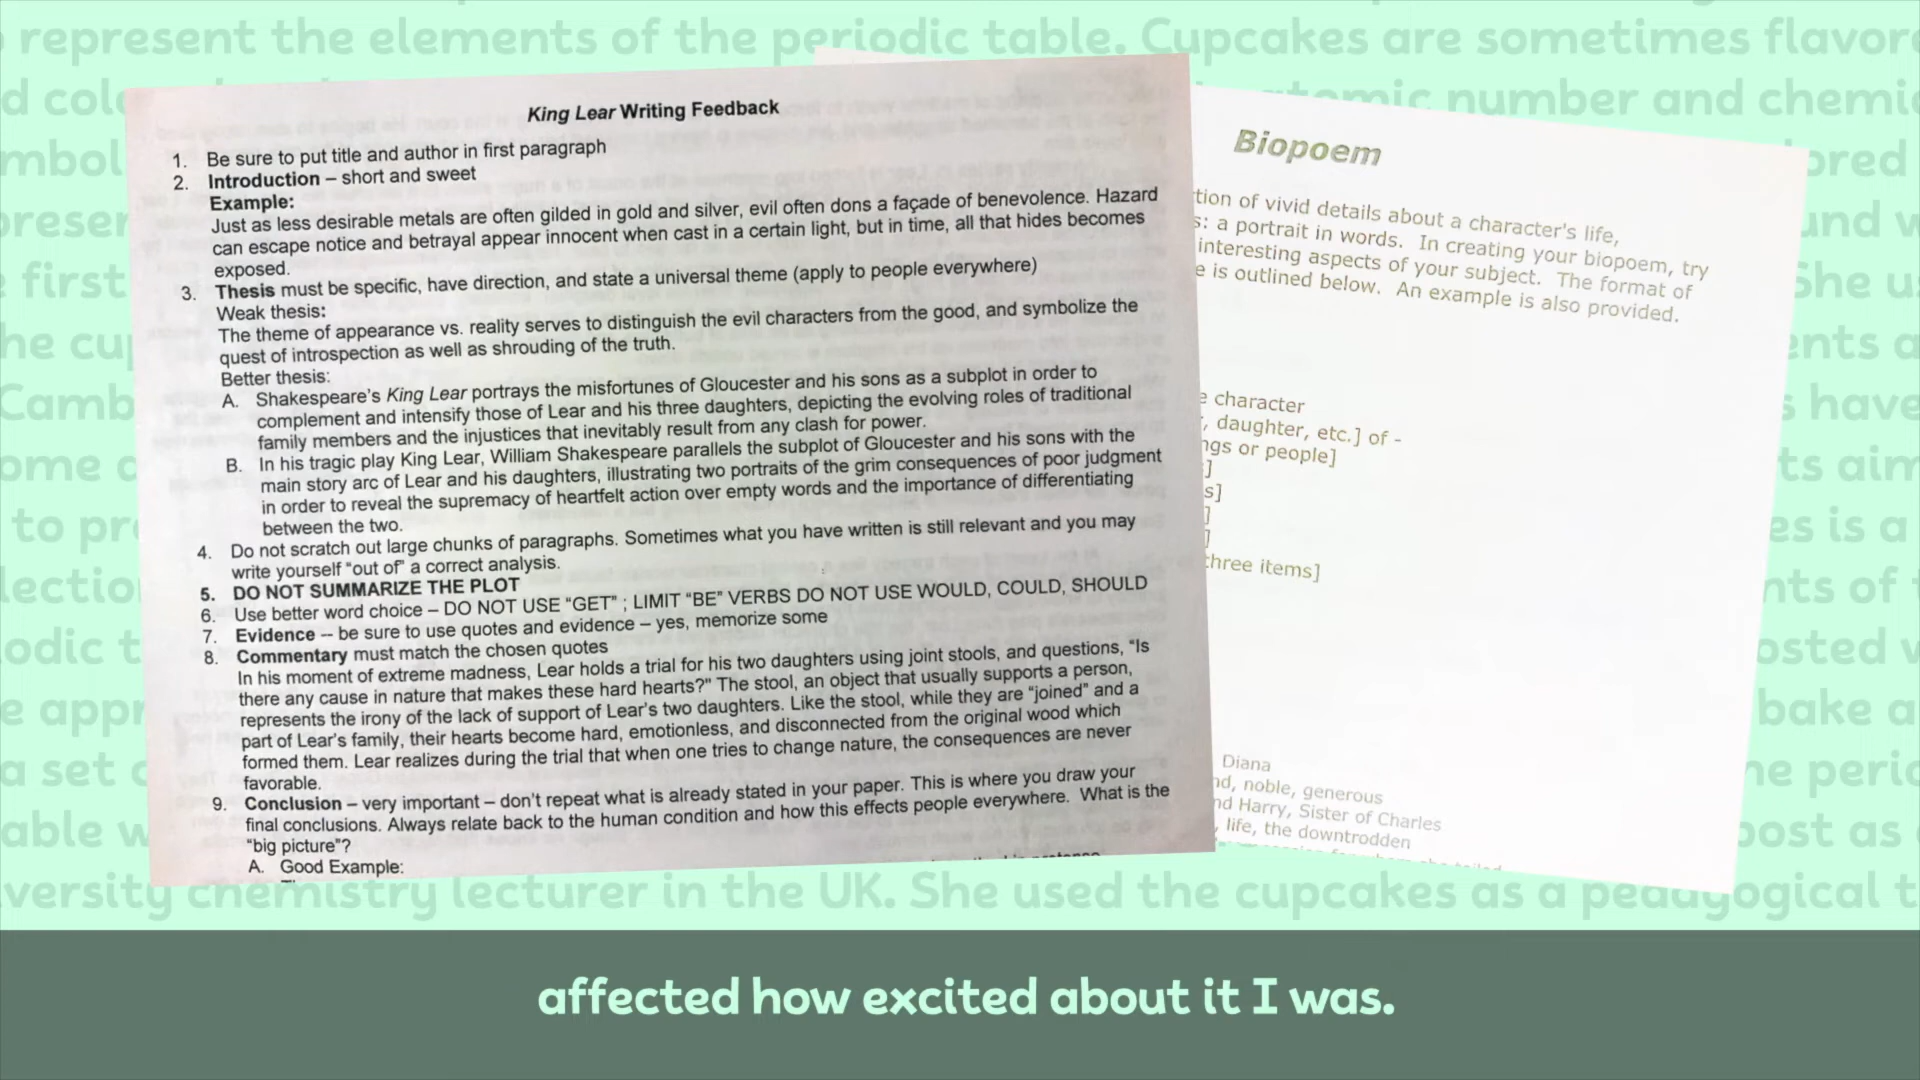 represent the elements of the periodic table. Cupcakes are sometimes flavor
d col
omic number and chemi
mbol
ored
King Lear Writing Feedback
1. Be sure to put title and author in first paragraph
2. Introduction – short and sweet
Example:
Just as less desirable metals are often gilded in gold and silver, evil often dons a façade of benevolence. Hazard
can escape notice and betrayal appear innocent when cast in a certain light, but in time, all that hides becomes
exposed.
3. Thesis must be specific, have direction, and state a universal theme (apply to people everywhere)
Weak thesis:
The theme of appearance vs. reality serves to distinguish the evil characters from the good, and symbolize the
quest of introspection as well as shrouding of the truth.
Better thesis:
A. Shakespeare's King Lear portrays the misfortunes of Gloucester and his sons as a subplot in order to
complement and intensify those of Lear and his three daughters, depicting the evolving roles of traditional
family members and the injustices that inevitably result from any clash for power.
B. In his tragic play King Lear, William Shakespeare parallels the subplot of Gloucester and his sons with the
main story arc of Lear and his daughters, illustrating two portraits of the grim consequences of poor judgment
in order to reveal the supremacy of heartfelt action over empty words and the importance of differentiating
between the two.
4. Do not scratch out large chunks of paragraphs. Sometimes what you have written is still relevant and you may
write yourself "out of" a correct analysis.
5. DO NOT SUMMARIZE THE PLOT
6. Use better word choice – DO NOT USE "GET" ; LIMIT "BE" VERBS DO NOT USE WOULD, COULD, SHOULD
7. Evidence -- be sure to use quotes and evidence – yes, memorize some
8. Commentary must match the chosen quotes
In his moment of extreme madness, Lear holds a trial for his two daughters using joint stools, and questions, "Is
there any cause in nature that makes these hard hearts?" The stool, an object that usually supports a person,
represents the irony of the lack of support of Lear's two daughters. Like the stool, while they are "joined" and a
part of Lear's family, their hearts become hard, emotionless, and disconnected from the original wood which
formed them. Lear realizes during the trial that when one tries to change nature, the consequences are never
favorable.
9. Conclusion – very important – don't repeat what is already stated in your paper. This is where you draw your
final conclusions. Always relate back to the human condition and how this effects people everywhere. What is the
"big picture"?
A. Good Example:
Biopoem
tion of vivid details about a character's life,
s: a portrait in words. In creating your biopoem, try
interesting aspects of your subject. The format of
e is outlined below. An example is also provided.
e character
, daughter, etc.] of -
ngs or people]
]
s]
]
]
three items]
Diana
nd, noble, generous
nd Harry, Sister of Charles
, life, the downtrodden
versity chemistry lecturer in the UK. She used the cupcakes as a pedagogical t
affected how excited about it I was.